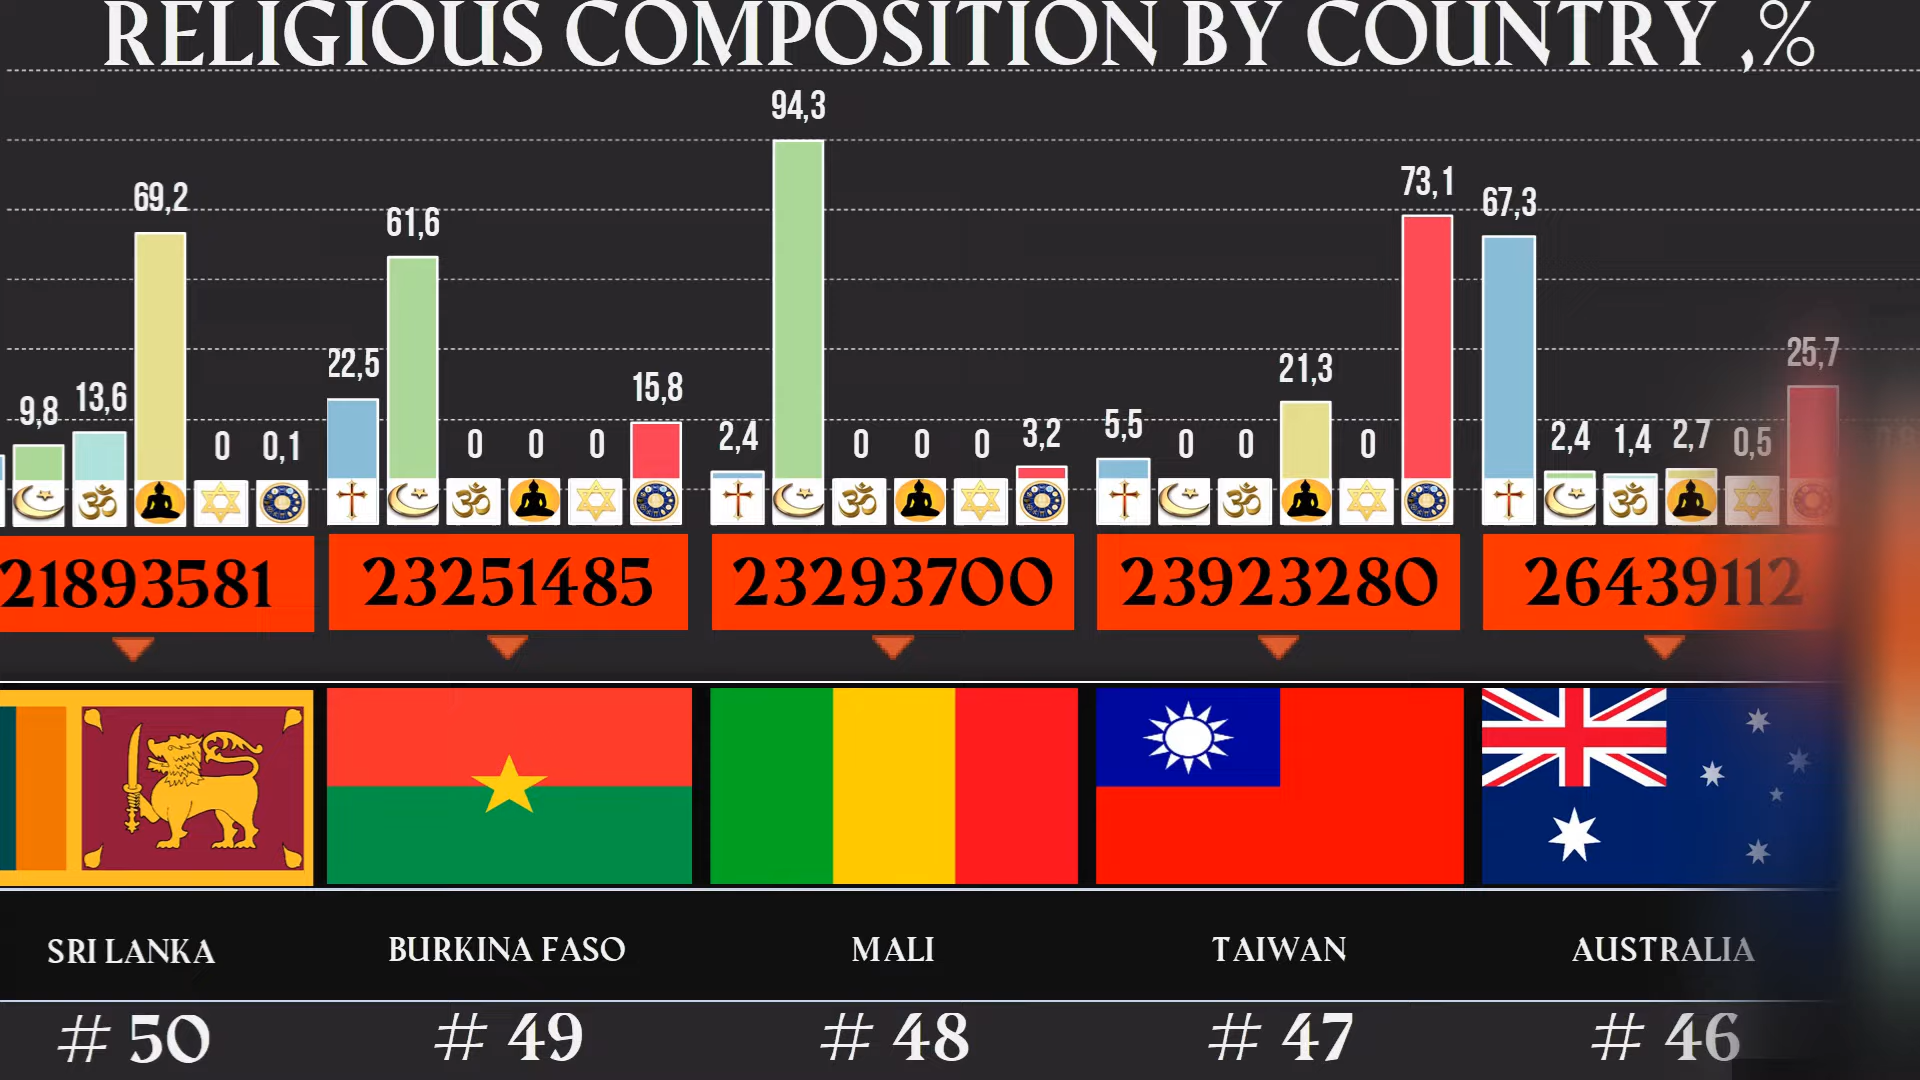 RELIGIOUS COMPOSITION BY COUNTRY ,%
9,8 13,6 69,2 0 0,1
22,5 61,6 0 0 0 15,8
2,4 94,3 0 0 0 3,2
5,5 0 0 21,3 0 73,1
67,3 2,4 1,4 2,7 0,5 25,7
21893581 23251485 23293700 23923280 26439112
SRI LANKA BURKINA FASO MALI TAIWAN AUSTRALIA
# 50 # 49 # 48 # 47 # 46